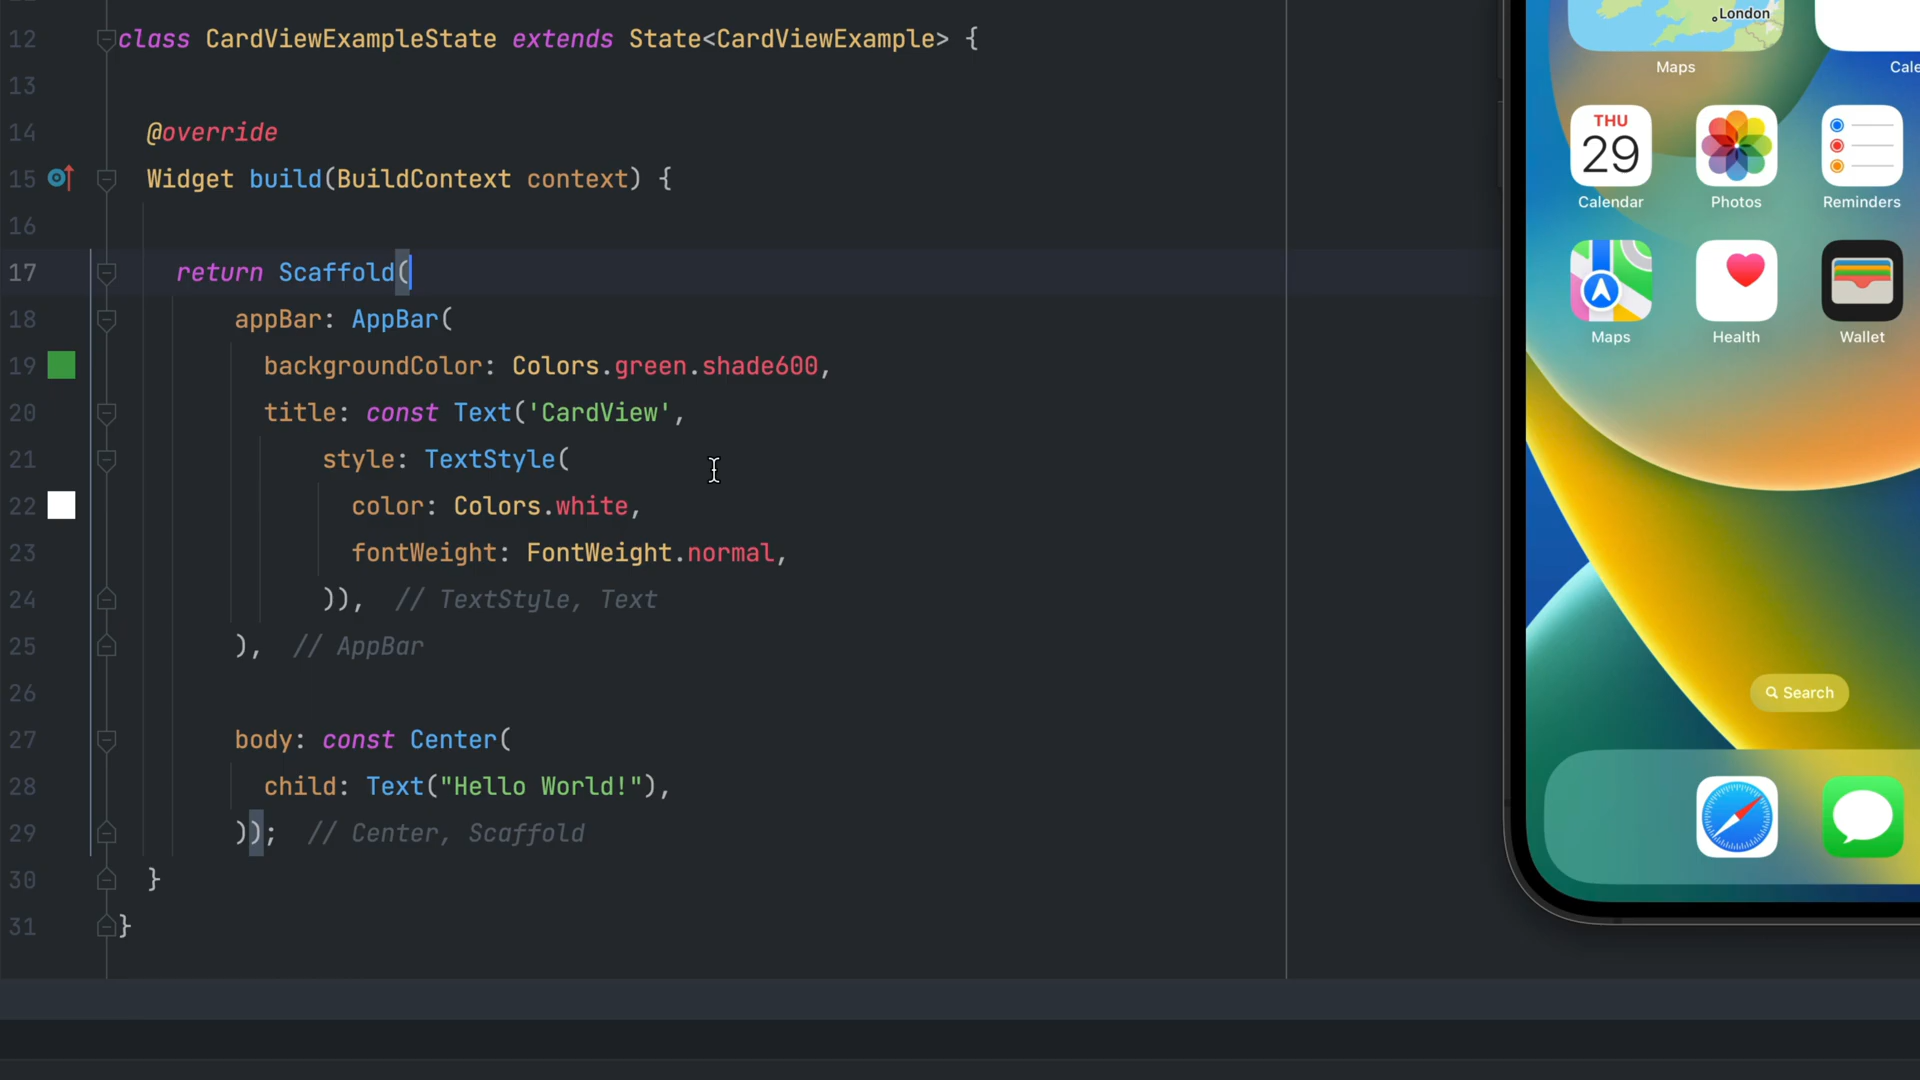 12 class CardViewExampleState extends State<CardViewExample> {
13
14 @override
15 Widget build(BuildContext context) {
16
17 return Scaffold(
18 appBar: AppBar(
19 backgroundColor: Colors.green.shade600,
20 title: const Text('CardView',
21 style: TextStyle(
22 color: Colors.white,
23 fontWeight: FontWeight.normal,
24 )), // TextStyle, Text
25 ), // AppBar
26
27 body: const Center(
28 child: Text("Hello World!"),
29 )); // Center, Scaffold
30 }
31 }
London
Maps
THU
29
Calendar
Photos
Reminders
Maps
Health
Wallet
Search